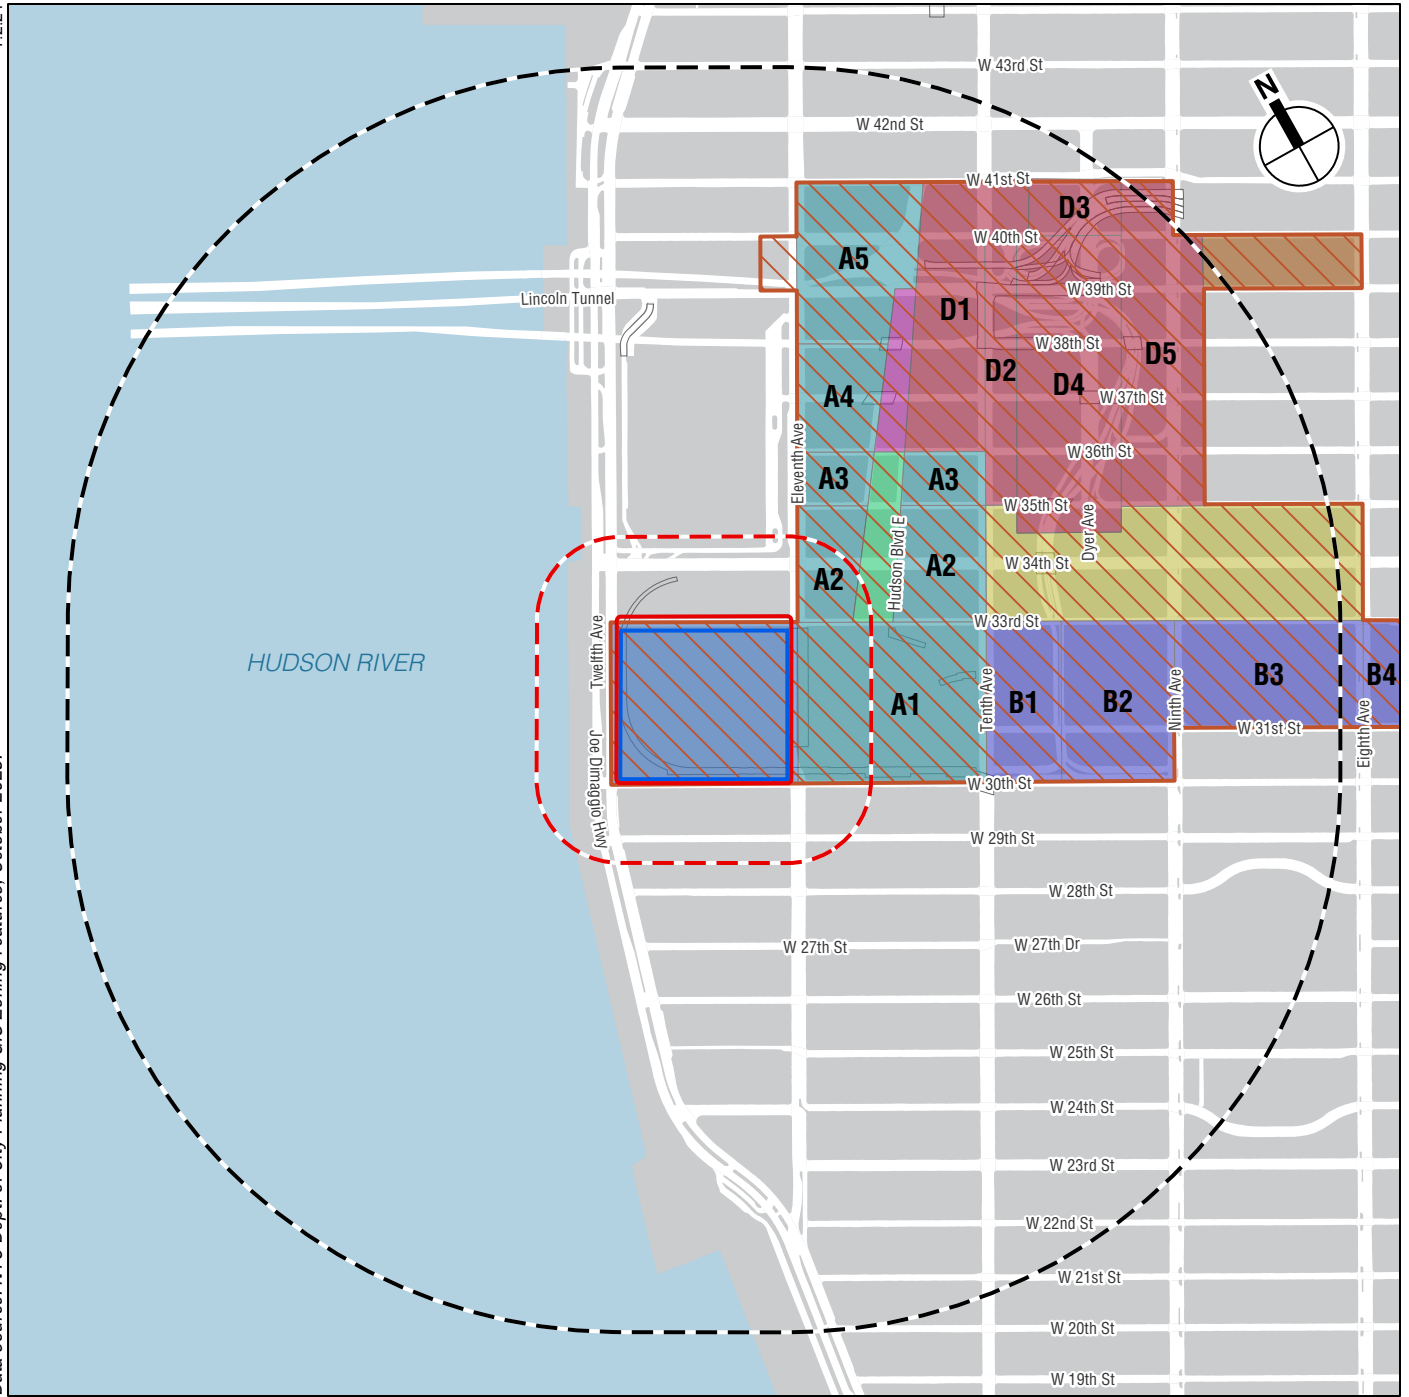 W 43rd St
N
W 42nd St
W 41st St
D3
W 40th St
A5
W 39th St
Lincoln Tunnel
D1
W 38th St
D5
D2
D4
A4
W 37th St
W 36th St
Eleventh Ave
A3
A3
W 35th St
Dyer Ave
Hudson Blvd E
W 34th St
A2
A2
W 33rd St
Twelfth Ave
HUDSON RIVER
A1
Tenth Ave
B1
B2
Ninth Ave
B3
B4
W 31st St
Eighth Ave
Joe Dimaggio Hwy
W 30th St
W 29th St
W 28th St
W 27th St
W 27th Dr
W 26th St
W 25th St
W 24th St
W 23rd St
W 22nd St
W 21st St
W 20th St
W 19th St